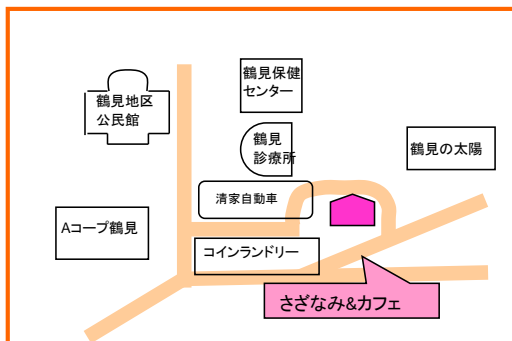 鶴見保健
センター
鶴見地区
公民館
鶴見
診療所
鶴見の太陽
清家自動車
Aコープ鶴見
コインランドリー
さざなみ&カフェ